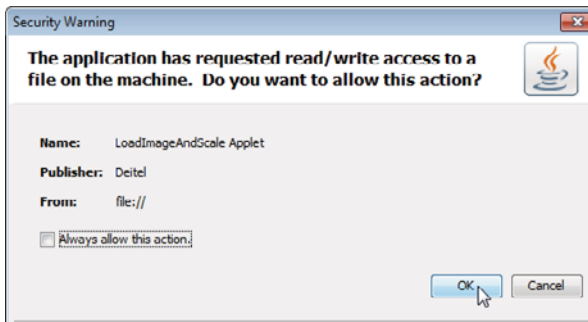 Security Warning
The application has requested read/write access to a
file on the machine. Do you want to allow this action?
Name: LoadImageAndScale Applet
Publisher: Deitel
From: file://
Always allow this action.
OK Cancel